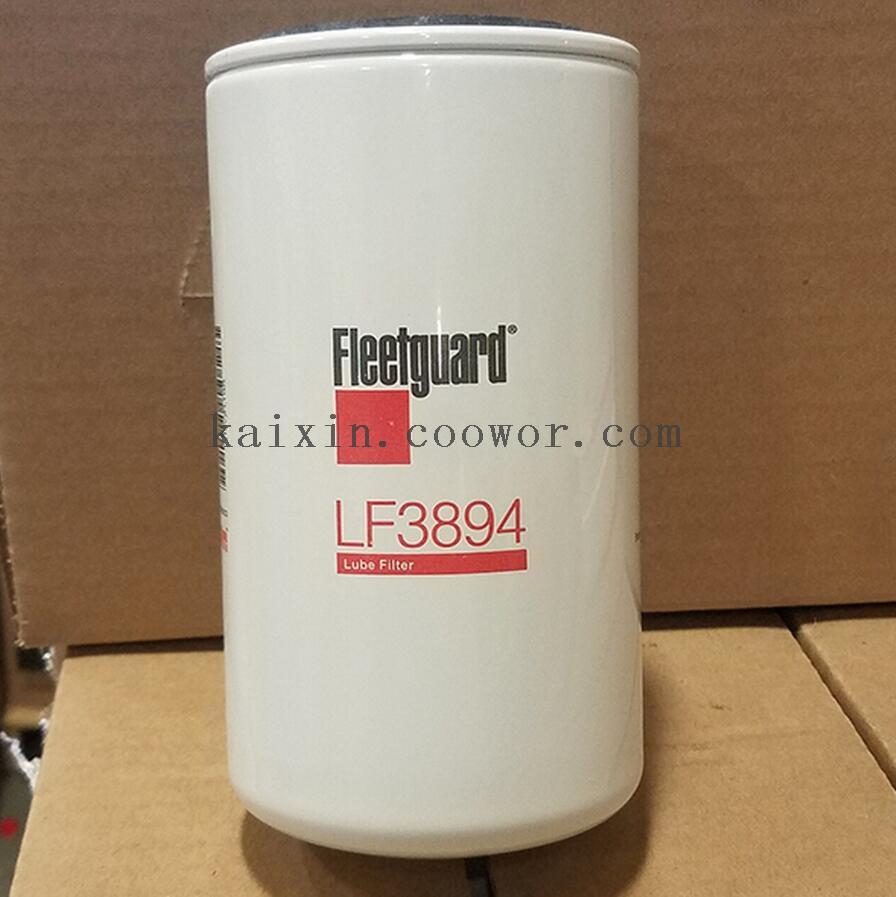 Fleetguard®
kaixin.coowor.com
LF3894
Lube Filter